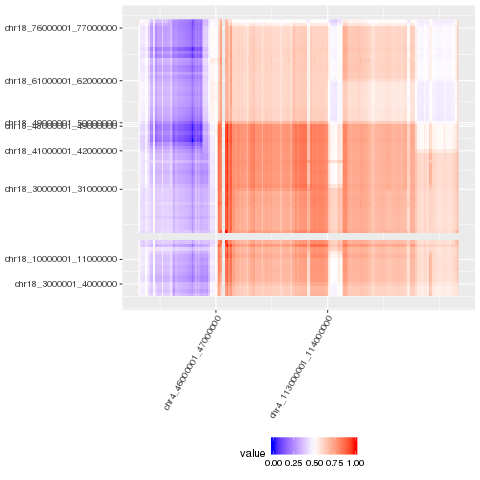 chr18_76000001_77000000
chr18_61000001_62000000
chr18_49000001_50000000
chr18_48000001_49000000
chr18_41000001_42000000
chr18_30000001_31000000
chr18_10000001_11000000
chr18_3000001_4000000
chr4_46000001_47000000
chr4_113000001_114000000
value
0.00 0.25 0.50 0.75 1.00